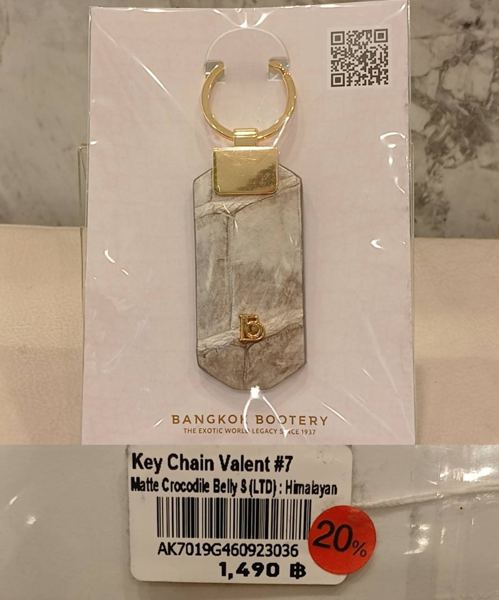 B
BANGKOK BOOTERY
THE EXOTIC WORLD LEGACY SINCE 1937
Key Chain Valent #7
Matte Crocodile Belly S (LTD) : Himalayan
AK7019G460923036
20%
1,490 ฿